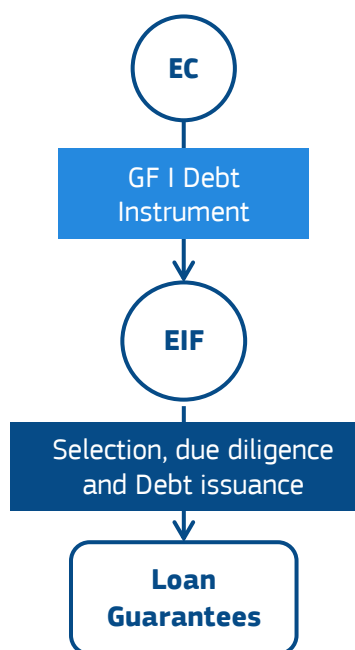 EC
GF I Debt
Instrument
EIF
Selection, due diligence
and Debt issuance
Loan
Guarantees